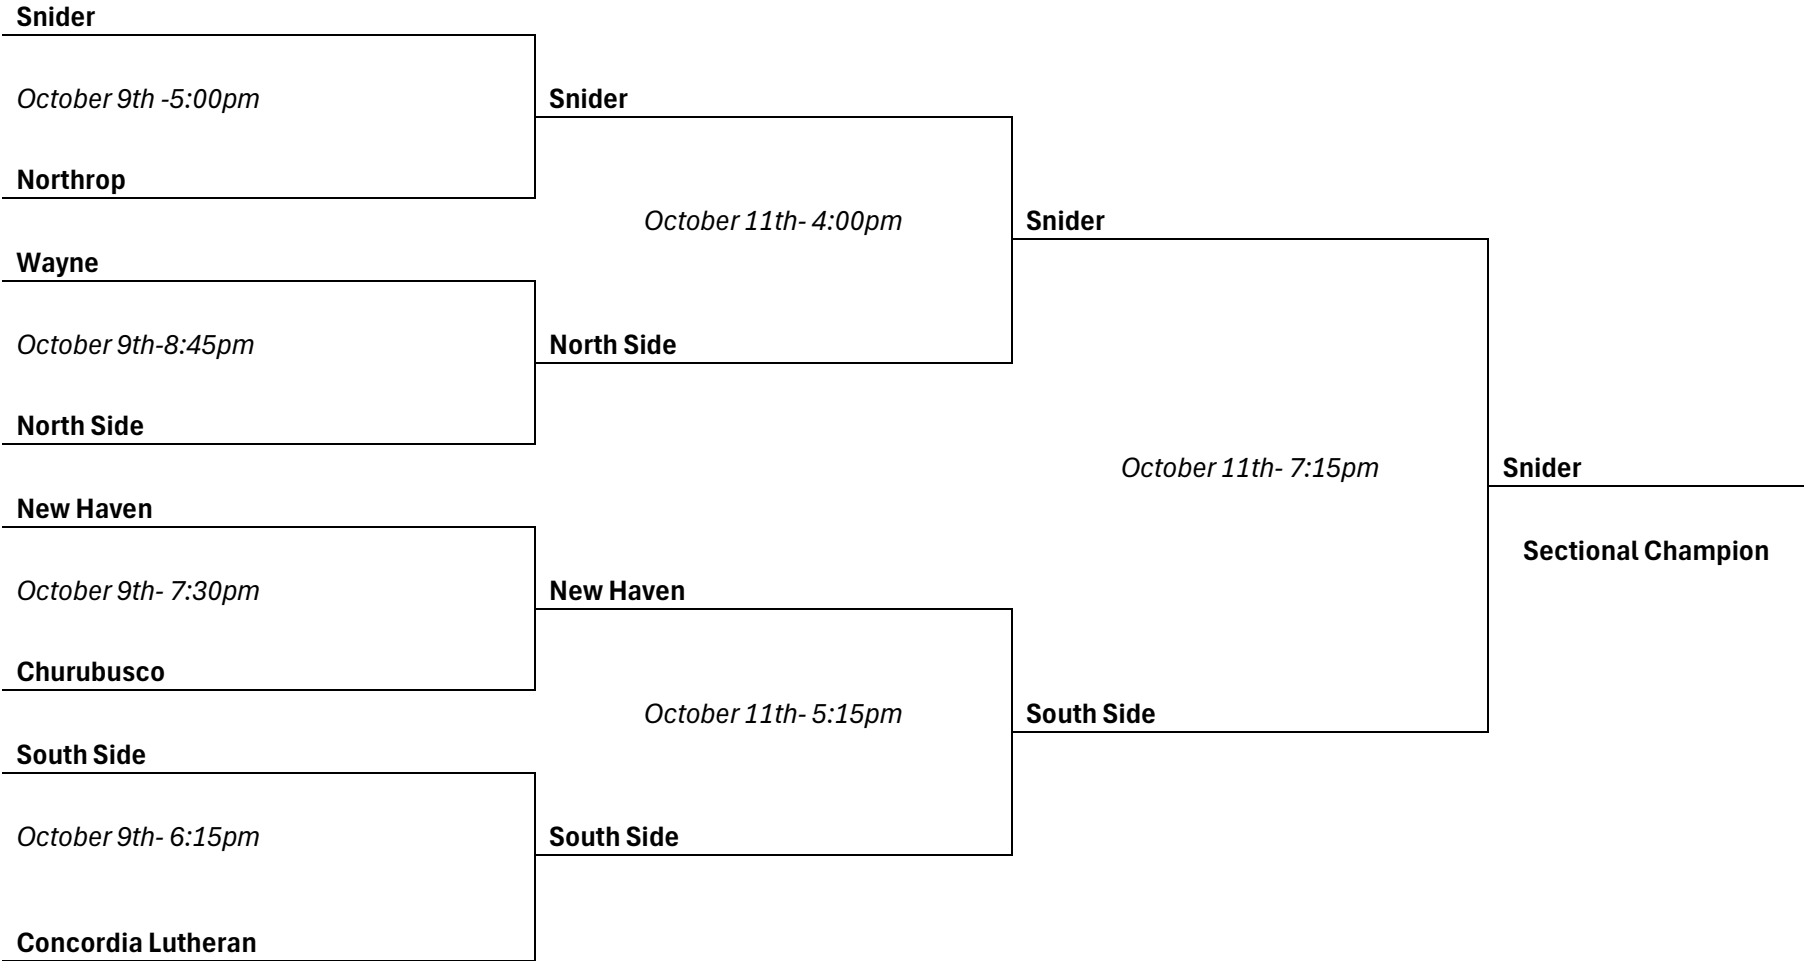 Snider
October 9th -5:00pm
Snider
Northrop
October 11th- 4:00pm
Snider
Wayne
October 9th-8:45pm
North Side
North Side
October 11th- 7:15pm
Snider
New Haven
Sectional Champion
October 9th- 7:30pm
New Haven
Churubusco
October 11th- 5:15pm
South Side
South Side
October 9th- 6:15pm
South Side
Concordia Lutheran